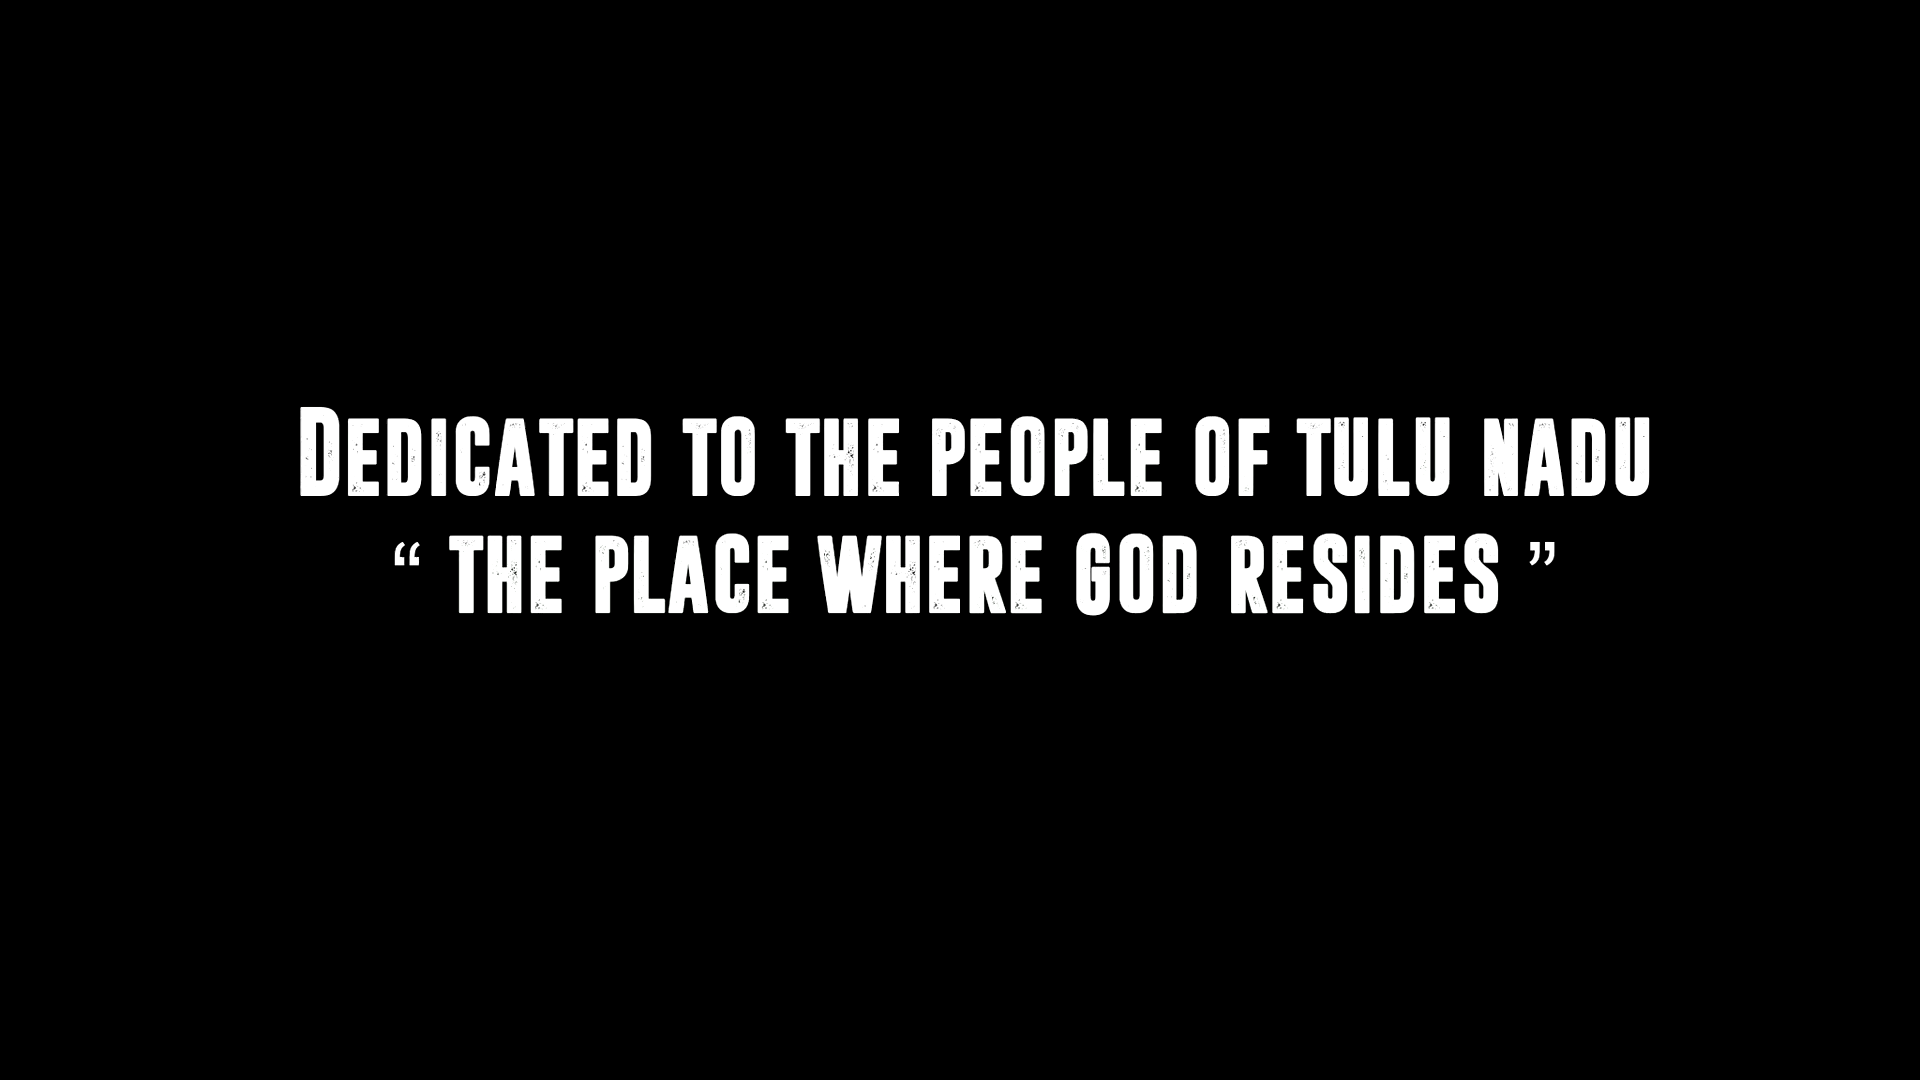 Dedicated to the people of tulu nadu
“ the place where god resides ”